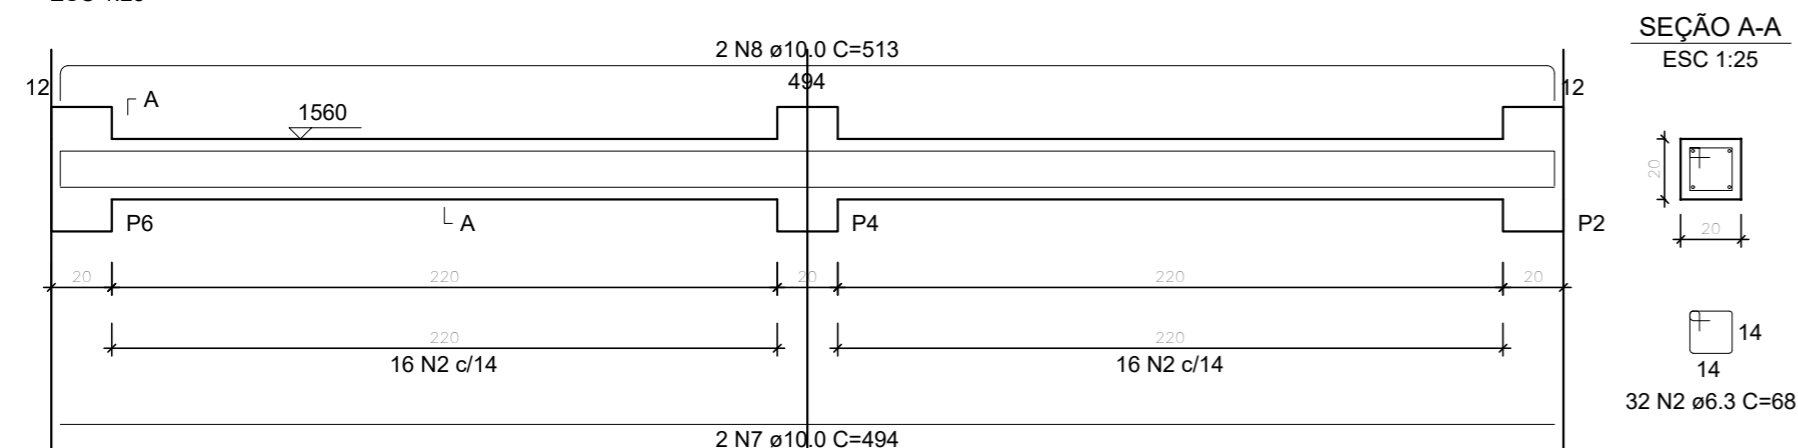 2 N8 ø10.0 C=513
494
12
12
A
1560
P6
A
P4
P2
20
220
20
220
20
220
220
16 N2 c/14
16 N2 c/14
2 N7 ø10.0 C=494
SEÇÃO A-A
ESC 1:25
20
20
14
14
32 N2 ø6.3 C=68